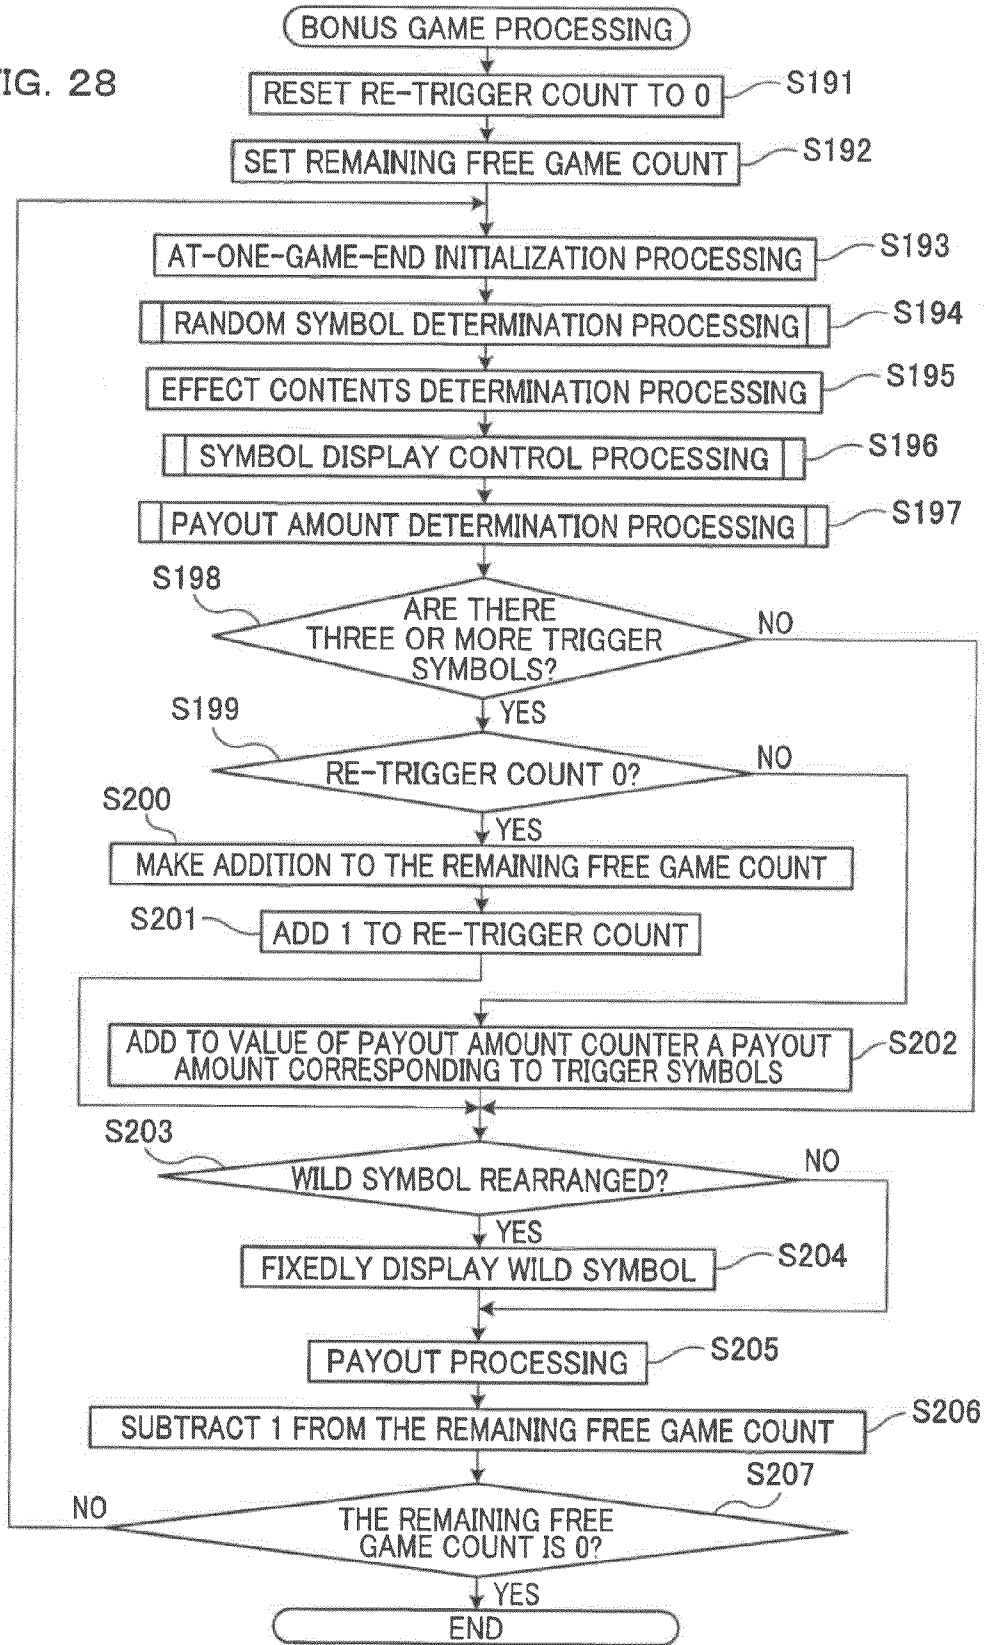 BONUS GAME PROCESSING
IG. 28
RESET RE-TRIGGER COUNT TO 0
S191
SET REMAINING FREE GAME COUNT
S192
AT-ONE-GAME-END INITIALIZATION PROCESSING
S193
RANDOM SYMBOL DETERMINATION PROCESSING
S194
EFFECT CONTENTS DETERMINATION PROCESSING
S195
SYMBOL DISPLAY CONTROL PROCESSING
S196
PAYOUT AMOUNT DETERMINATION PROCESSING
S197
S198
ARE THERE
THREE OR MORE TRIGGER
SYMBOLS?
NO
YES
S199
RE-TRIGGER COUNT 0?
NO
YES
S200
MAKE ADDITION TO THE REMAINING FREE GAME COUNT
S201
ADD 1 TO RE-TRIGGER COUNT
ADD TO VALUE OF PAYOUT AMOUNT COUNTER A PAYOUT
AMOUNT CORRESPONDING TO TRIGGER SYMBOLS
S202
S203
WILD SYMBOL REARRANGED?
NO
YES
FIXEDLY DISPLAY WILD SYMBOL
S204
PAYOUT PROCESSING
S205
SUBTRACT 1 FROM THE REMAINING FREE GAME COUNT
S206
S207
NO
THE REMAINING FREE
GAME COUNT IS 0?
YES
END